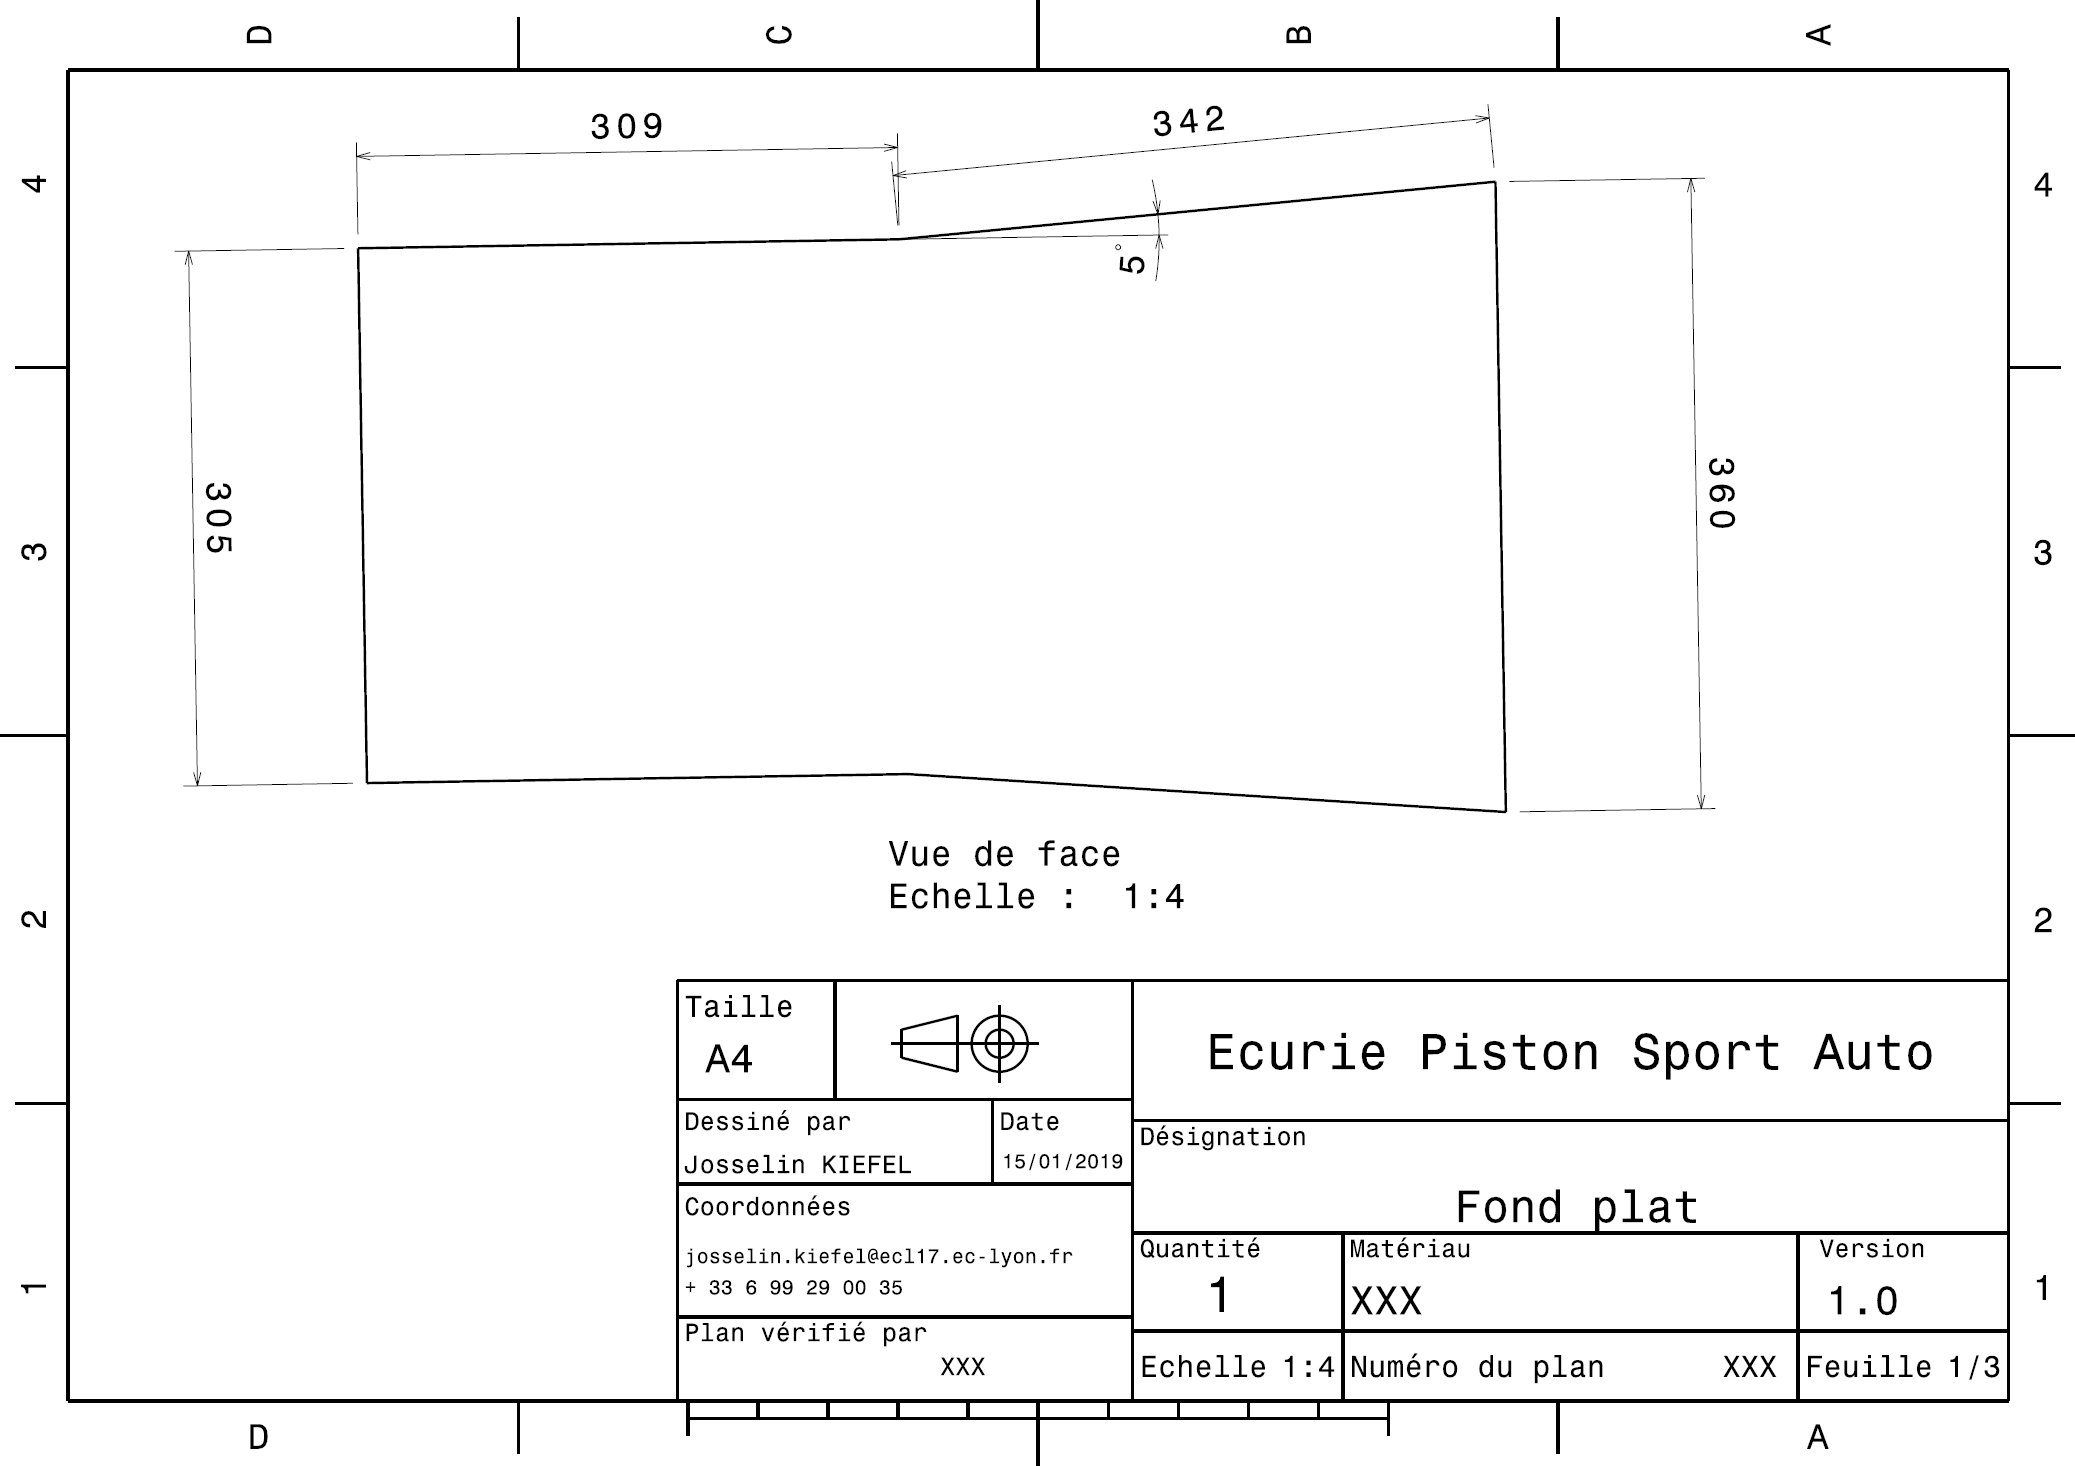 D C B A
309
342
4
4
5°
305
360
3
3
Vue de face
Echelle : 1:4
2
2
Taille
A4
Ecurie Piston Sport Auto
Dessiné par
Josselin KIEFEL
Date
15/01/2019
Désignation
Fond plat
Coordonnées
josselin.kiefel@ecl17.ec-lyon.fr
+ 33 6 99 29 00 35
Quantité
1
Matériau
XXX
Version
1.0
1
1
Plan vérifié par
XXX
Echelle 1:4
Numéro du plan XXX
Feuille 1/3
D A